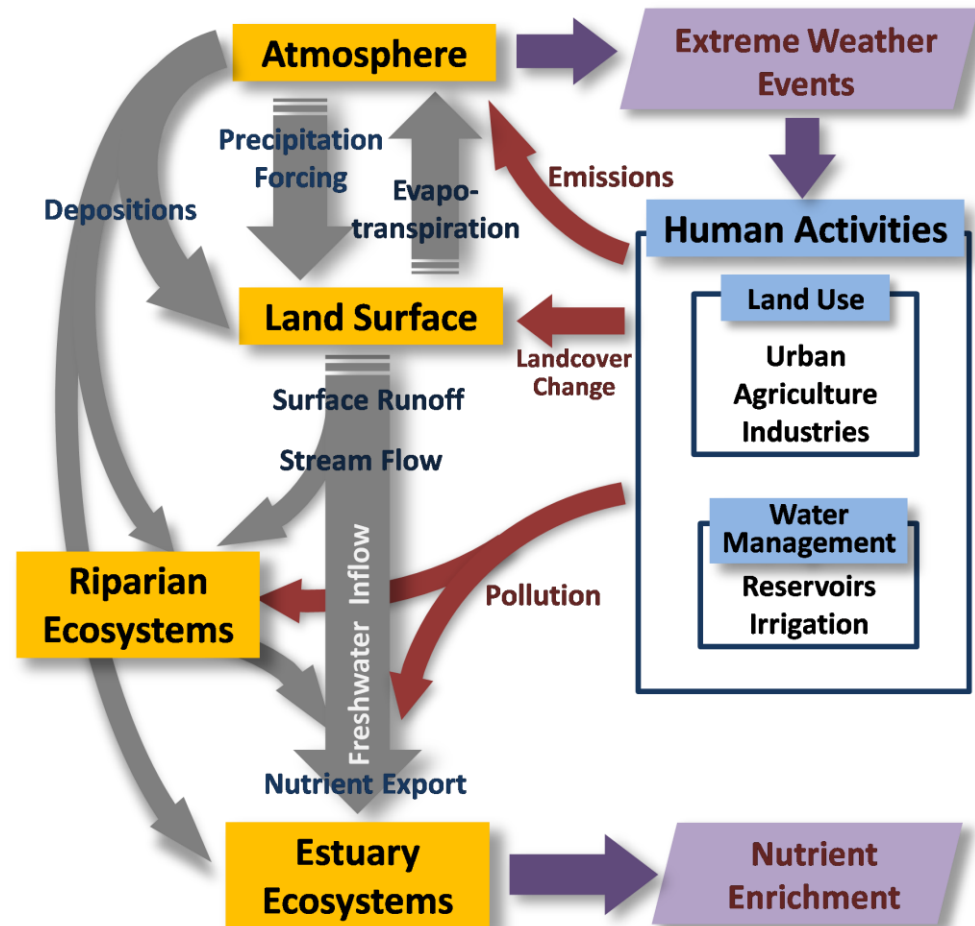 Atmosphere
Extreme Weather
Events
Precipitation
Forcing
Evapo-
transpiration
Emissions
Depositions
Human Activities
Land Surface
Land Use
Landcover
Change
Urban
Agriculture
Industries
Surface Runoff
Stream Flow
Water
Management
Reservoirs
Irrigation
Riparian
Ecosystems
Freshwater Inflow
Pollution
Nutrient Export
Estuary
Ecosystems
Nutrient
Enrichment